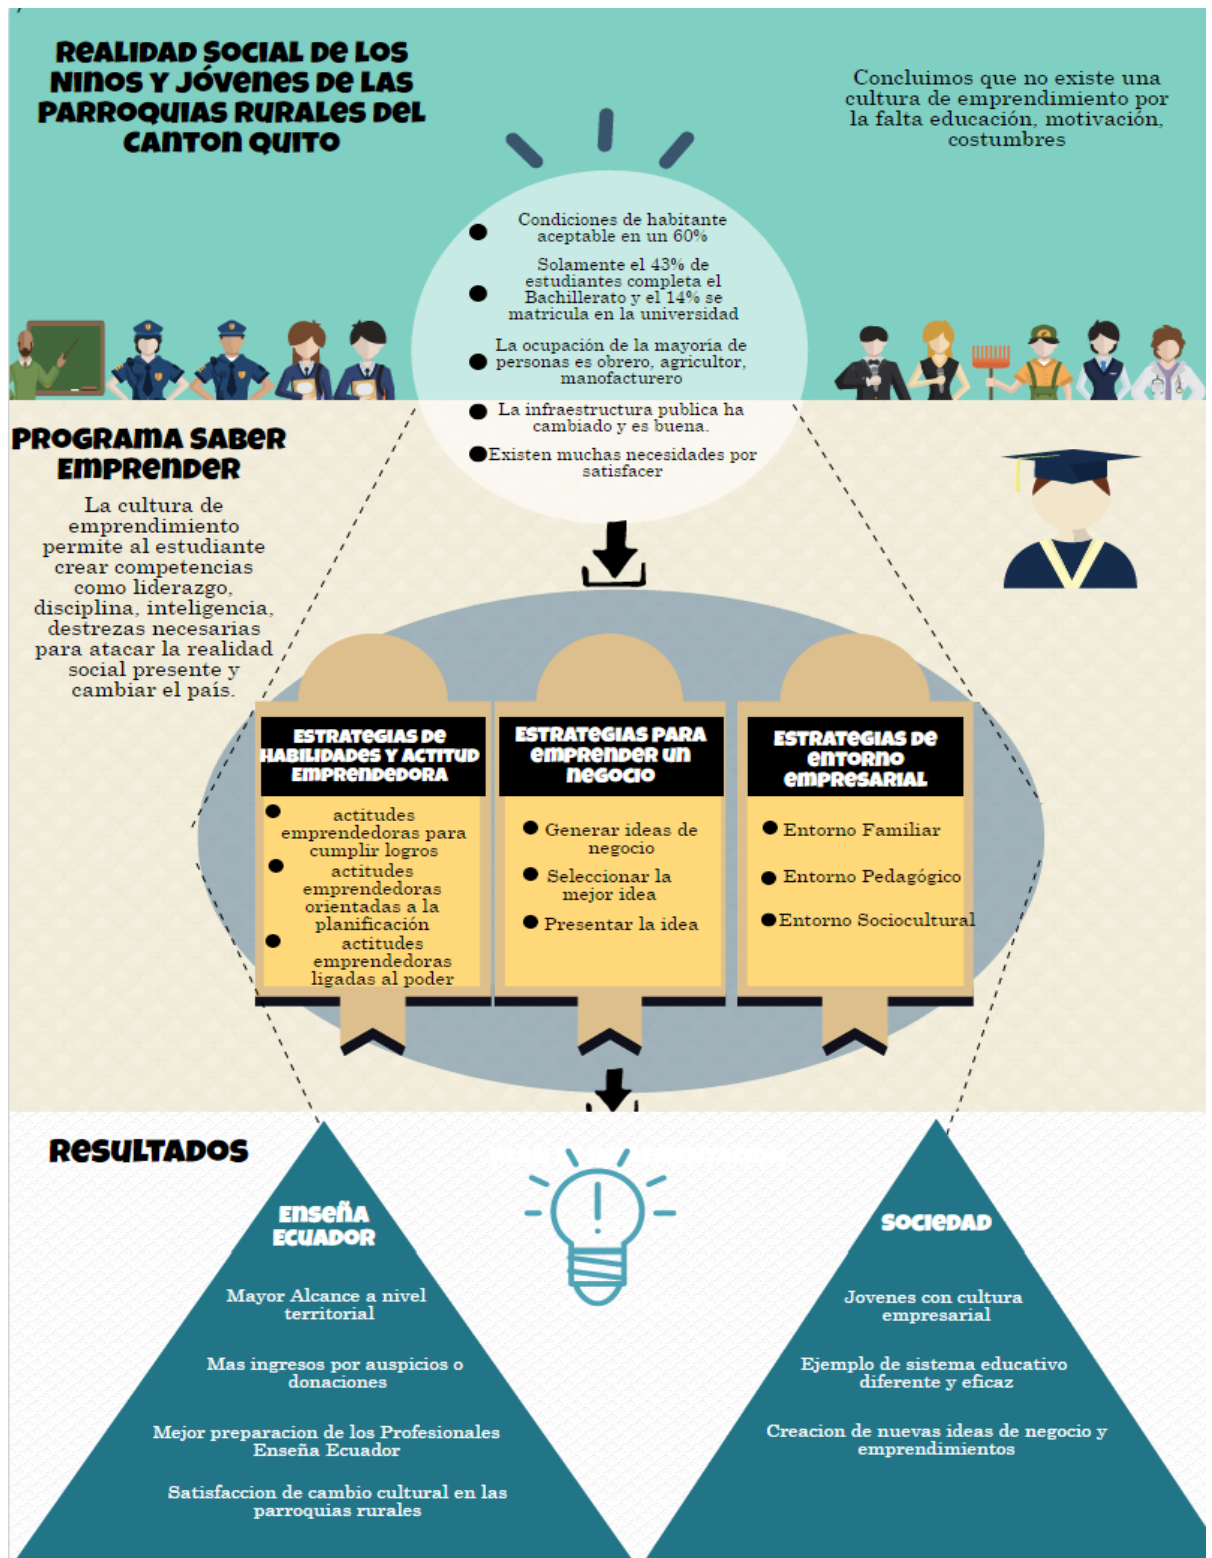 REALIDAD SOCIAL DE LOS
NINOS Y JÓVENES DE LAS
PARROQUIAS RURALES DEL
CANTON QUITO
Concluimos que no existe una
cultura de emprendimiento por
la falta educación, motivación,
costumbres
Condiciones de habitante
aceptable en un 60%
Solamente el 43% de
estudiantes completa el
Bachillerato y el 14% se
matricula en la universidad
La ocupación de la mayoría de
personas es obrero, agricultor,
manofacturero
La infraestructura publica ha
cambiado y es buena.
Existen muchas necesidades por
satisfacer
PROGRAMA SABER
EMPRENDER
La cultura de
emprendimiento
permite al estudiante
crear competencias
como liderazgo,
disciplina, inteligencia,
destrezas necesarias
para atacar la realidad
social presente y
cambiar el país.
ESTRATEGIAS DE
HABILIDADES Y ACTITUD
EMPRENDEDORA
actitudes
emprendedoras para
cumplir logros
actitudes
emprendedoras
orientadas a la
planificación
actitudes
emprendedoras
ligadas al poder
ESTRATEGIAS PARA
EMPRENDER UN
NEGOCIO
Generar ideas de
negocio
Seleccionar la
mejor idea
Presentar la idea
ESTRATEGIAS DE
ENTORNO
EMPRESARIAL
Entorno Familiar
Entorno Pedagógico
Entorno Sociocultural
RESULTADOS
ENSEÑA
ECUADOR
Mayor Alcance a nivel
territorial
Mas ingresos por auspicios o
donaciones
Mejor preparacion de los Profesionales
Enseña Ecuador
Satisfaccion de cambio cultural en las
parroquias rurales
SOCIEDAD
Jovenes con cultura
empresarial
Ejemplo de sistema educativo
diferente y eficaz
Creacion de nuevas ideas de negocio y
emprendimientos